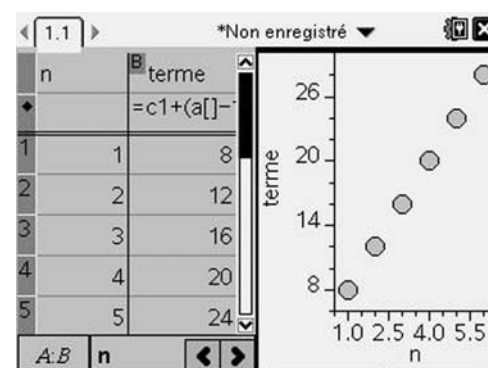 1.1 *Non enregistré
n B terme
=c1+(a[]−
1 1 8
2 2 12
3 3 16
4 4 20
5 5 24
A:B n
26
20
14
8
terme
1.0 2.5 4.0 5.5
n